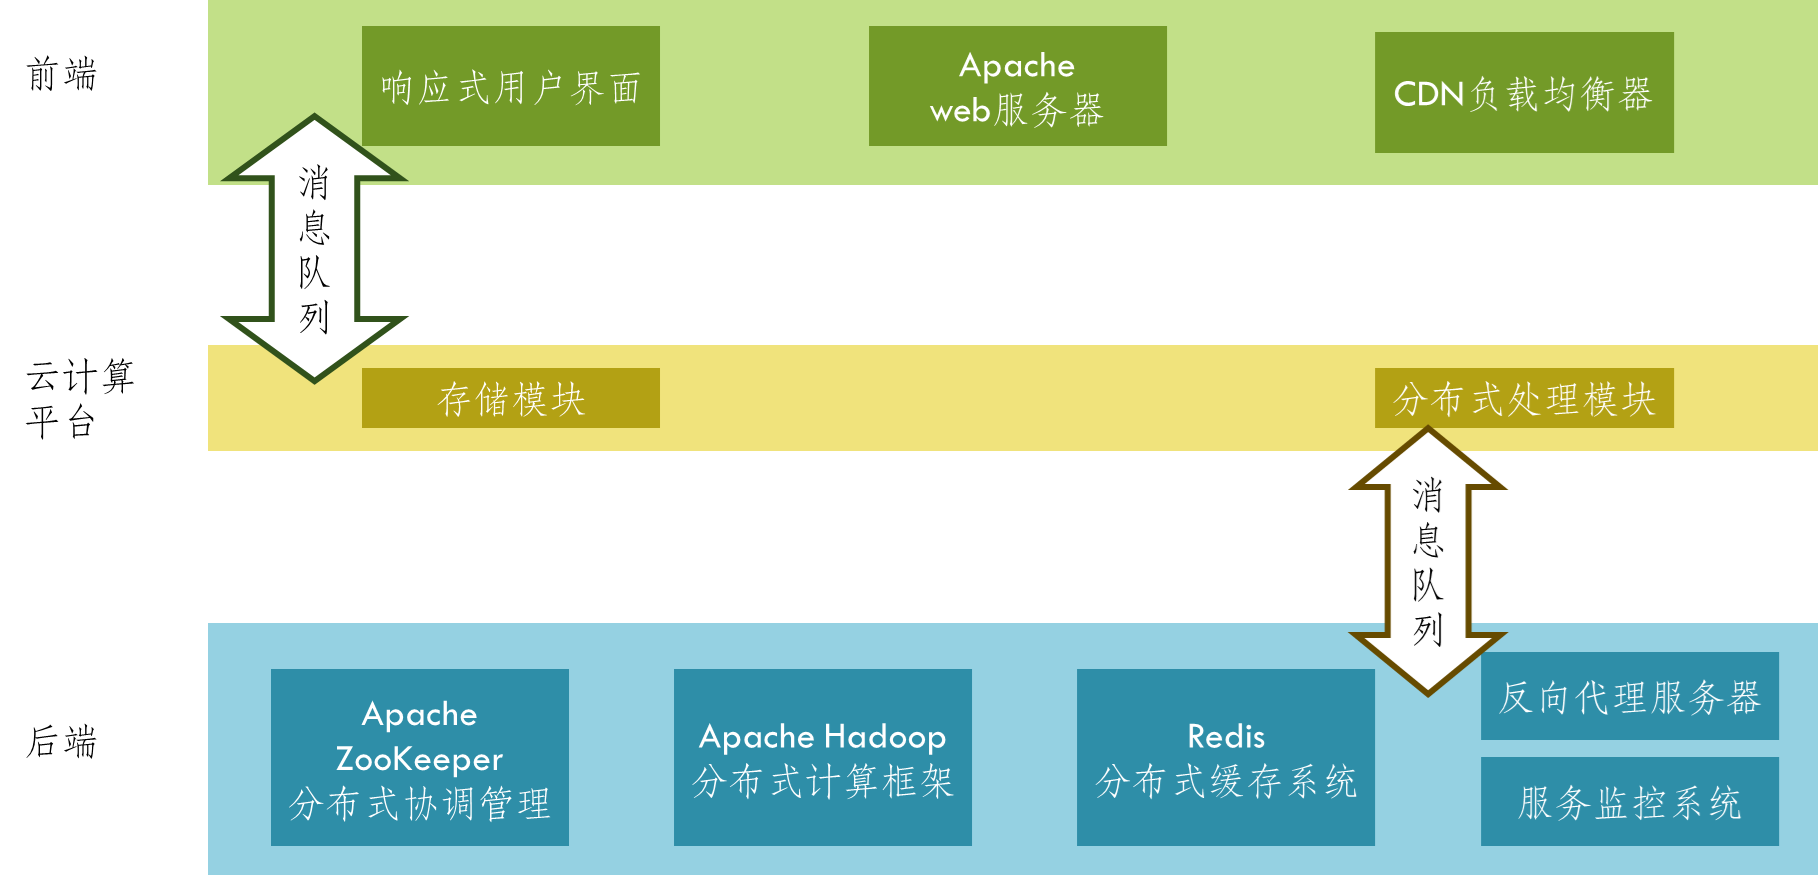 前端
响应式用户界面
Apache
web服务器
CDN负载均衡器
消
息
队
列
云计算
平台
存储模块
分布式处理模块
消
息
队
列
后端
Apache
ZooKeeper
分布式协调管理
Apache Hadoop
分布式计算框架
Redis
分布式缓存系统
反向代理服务器
服务监控系统